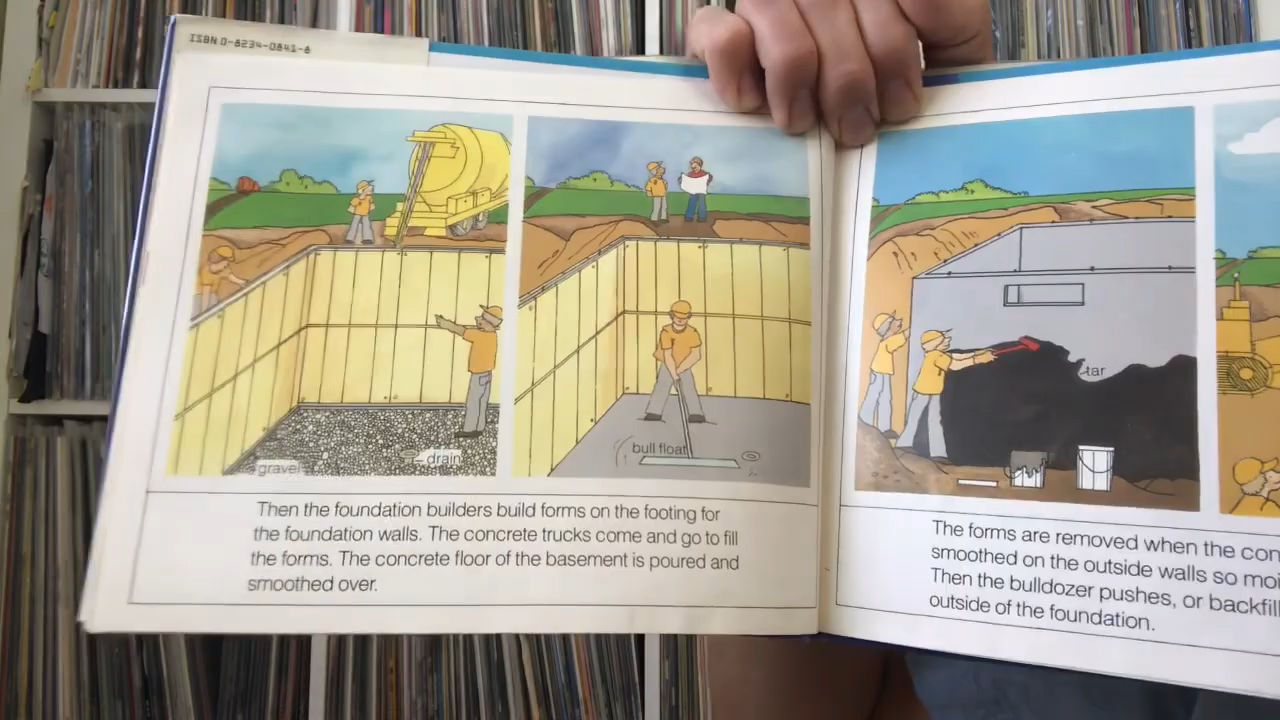 ISBN 0-8234-0841-8
gravel
drain
bull float
Then the foundation builders build forms on the footing for
the foundation walls. The concrete trucks come and go to fill
the forms. The concrete floor of the basement is poured and
smoothed over.
tar
The forms are removed when the con
smoothed on the outside walls so moi
Then the bulldozer pushes, or backfill
outside of the foundation.